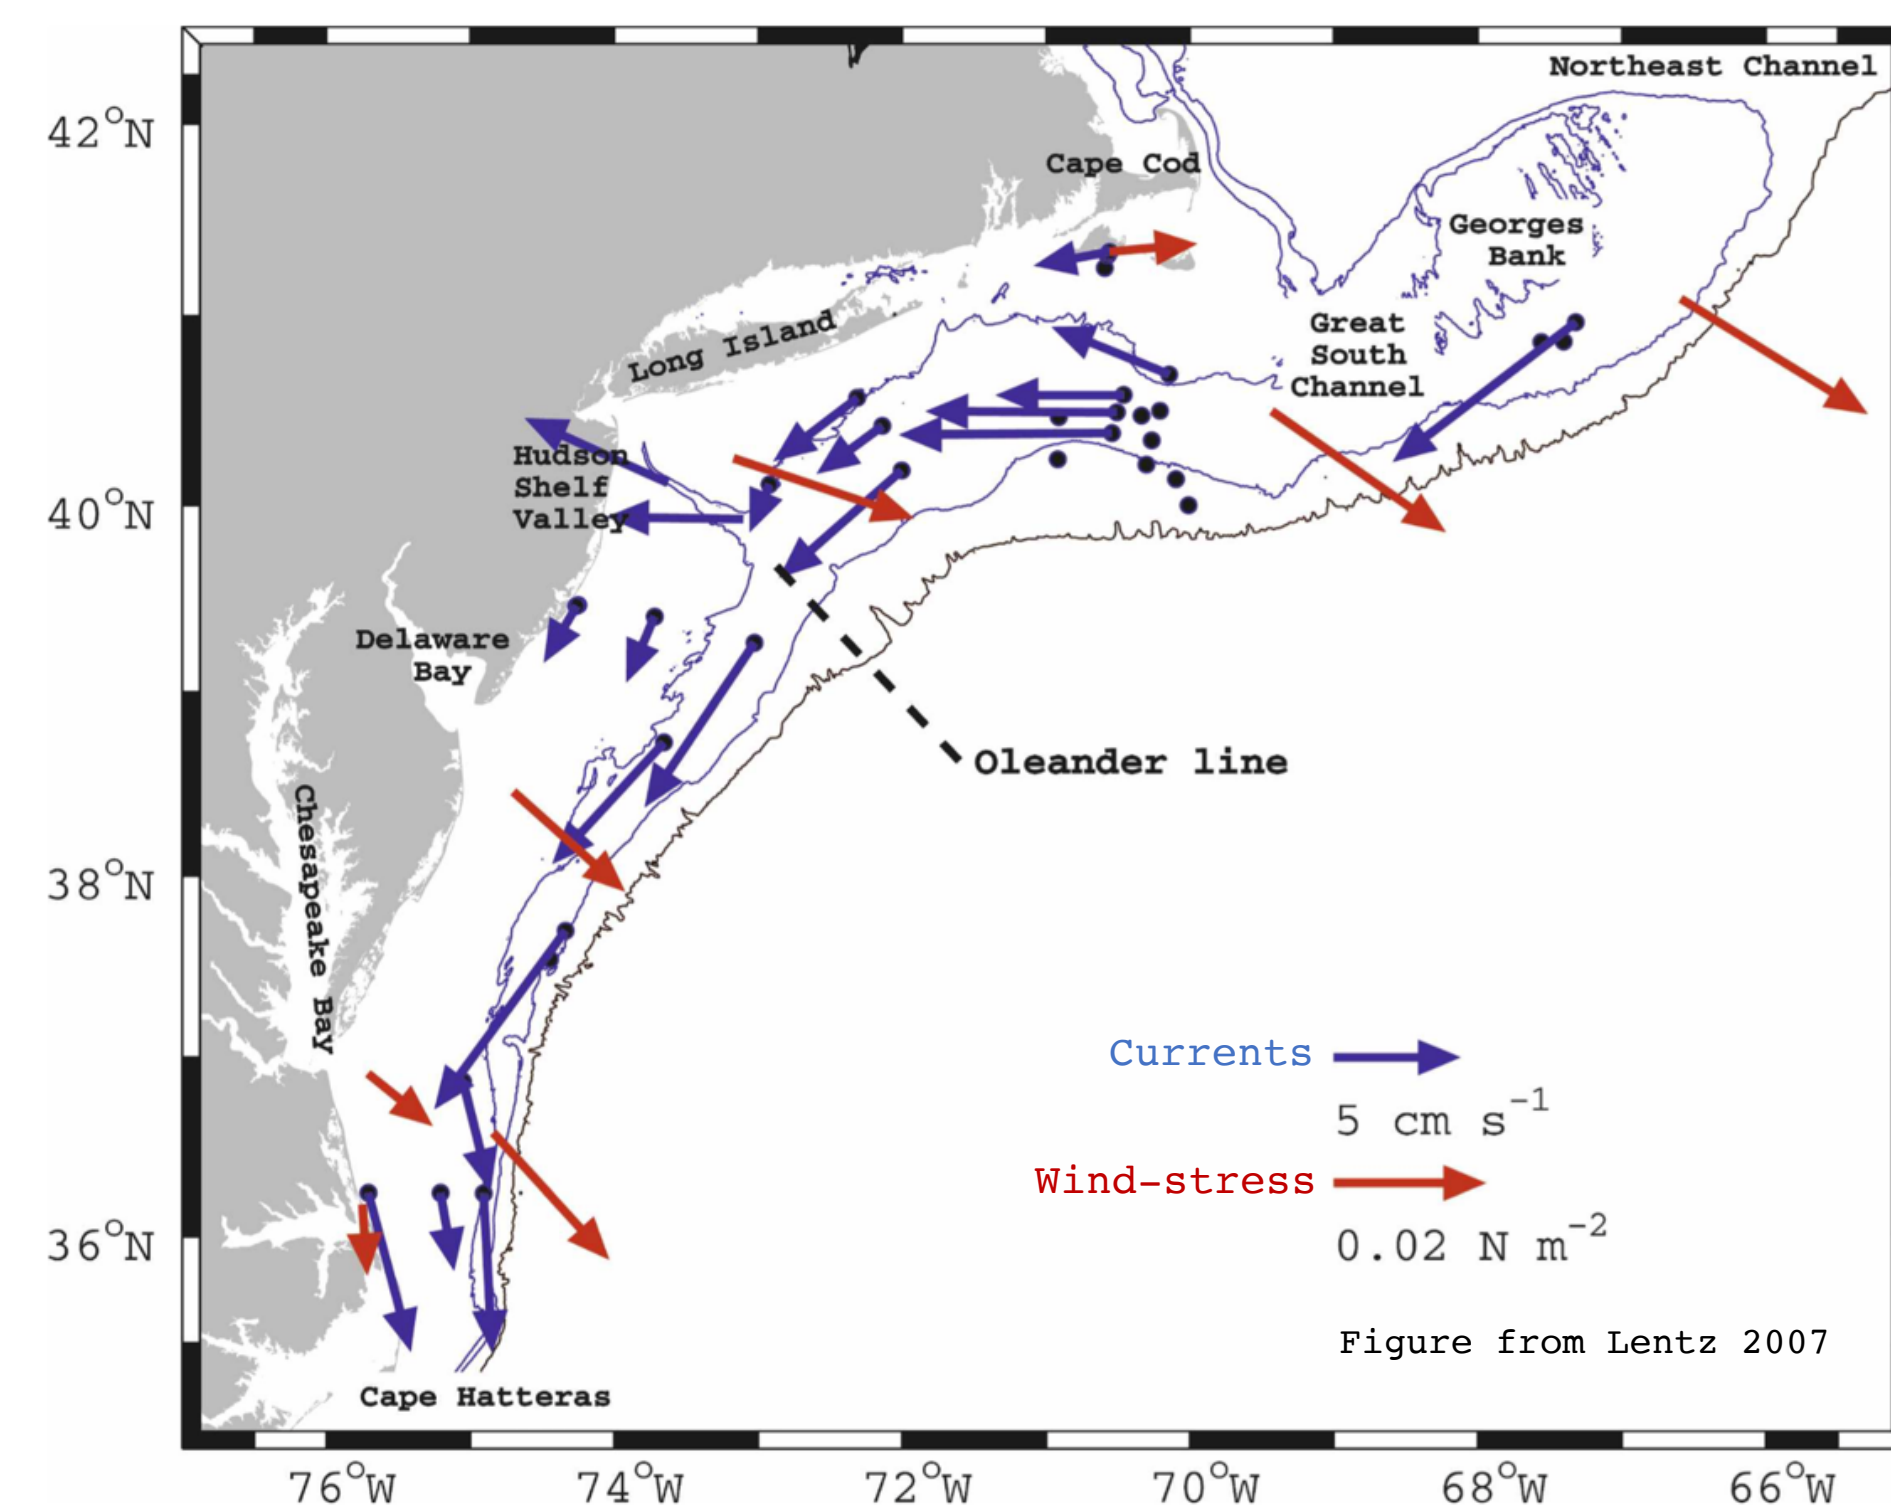 Northeast Channel
42°N
Cape Cod
Georges
Bank
Great
South
Channel
Long Island
Hudson
Shelf
Valley
40°N
Delaware
Bay
Oleander line
Chesapeake Bay
38°N
Currents
5 cm s⁻¹
Wind-stress
0.02 N m⁻²
36°N
Figure from Lentz 2007
Cape Hatteras
76°W 74°W 72°W 70°W 68°W 66°W